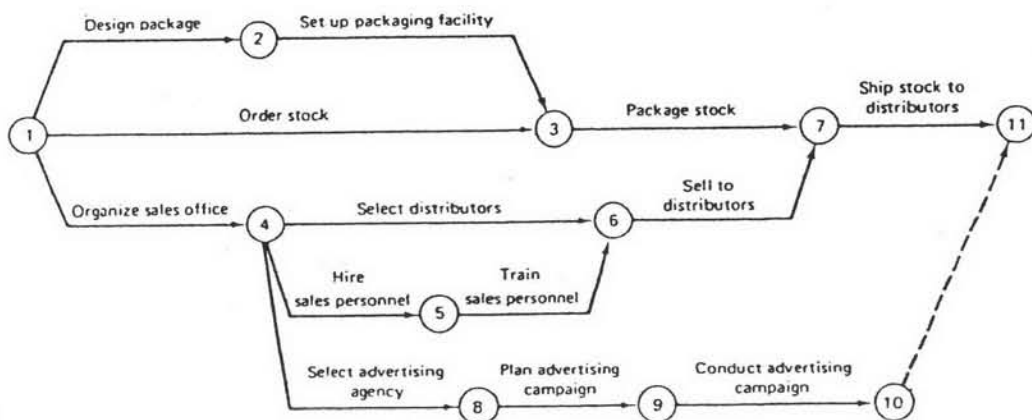 Design package
Set up packaging facility
2
Ship stock to
distributors
1
Order stock
3
Package stock
7
11
Sell to
distributors
Organize sales office
4
Select distributors
6
Hire
sales personnel
Train
sales personnel
5
Select advertising
agency
Plan advertising
campaign
Conduct advertising
campaign
8
9
10